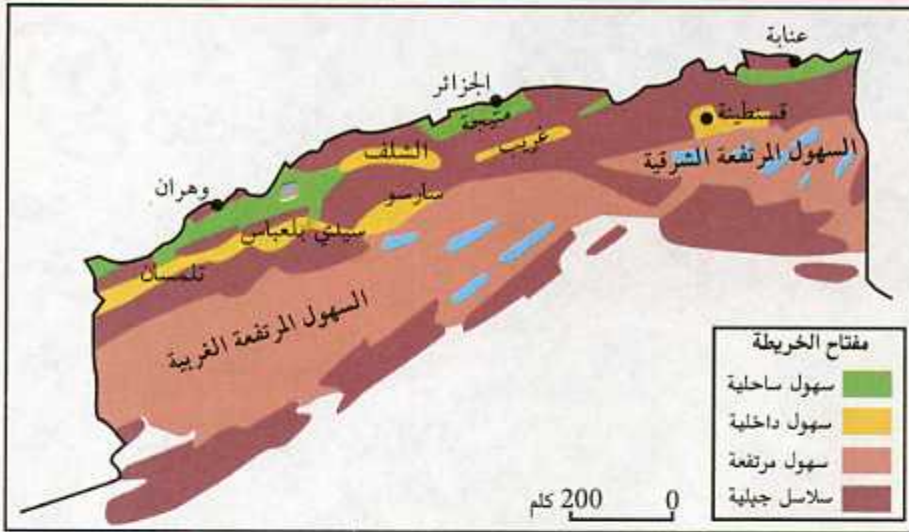 عنابة
الجزائر
قسنطينة
متيجة
غريب
الشلف
السهول المرتفعة الشرقية
وهران
سارسو
سيدي بلعباس
تلمسان
السهول المرتفعة الغربية
مفتاح الخريطة
سهول ساحلية
سهول داخلية
سهول مرتفعة
سلاسل جبلية
0 200 كلم